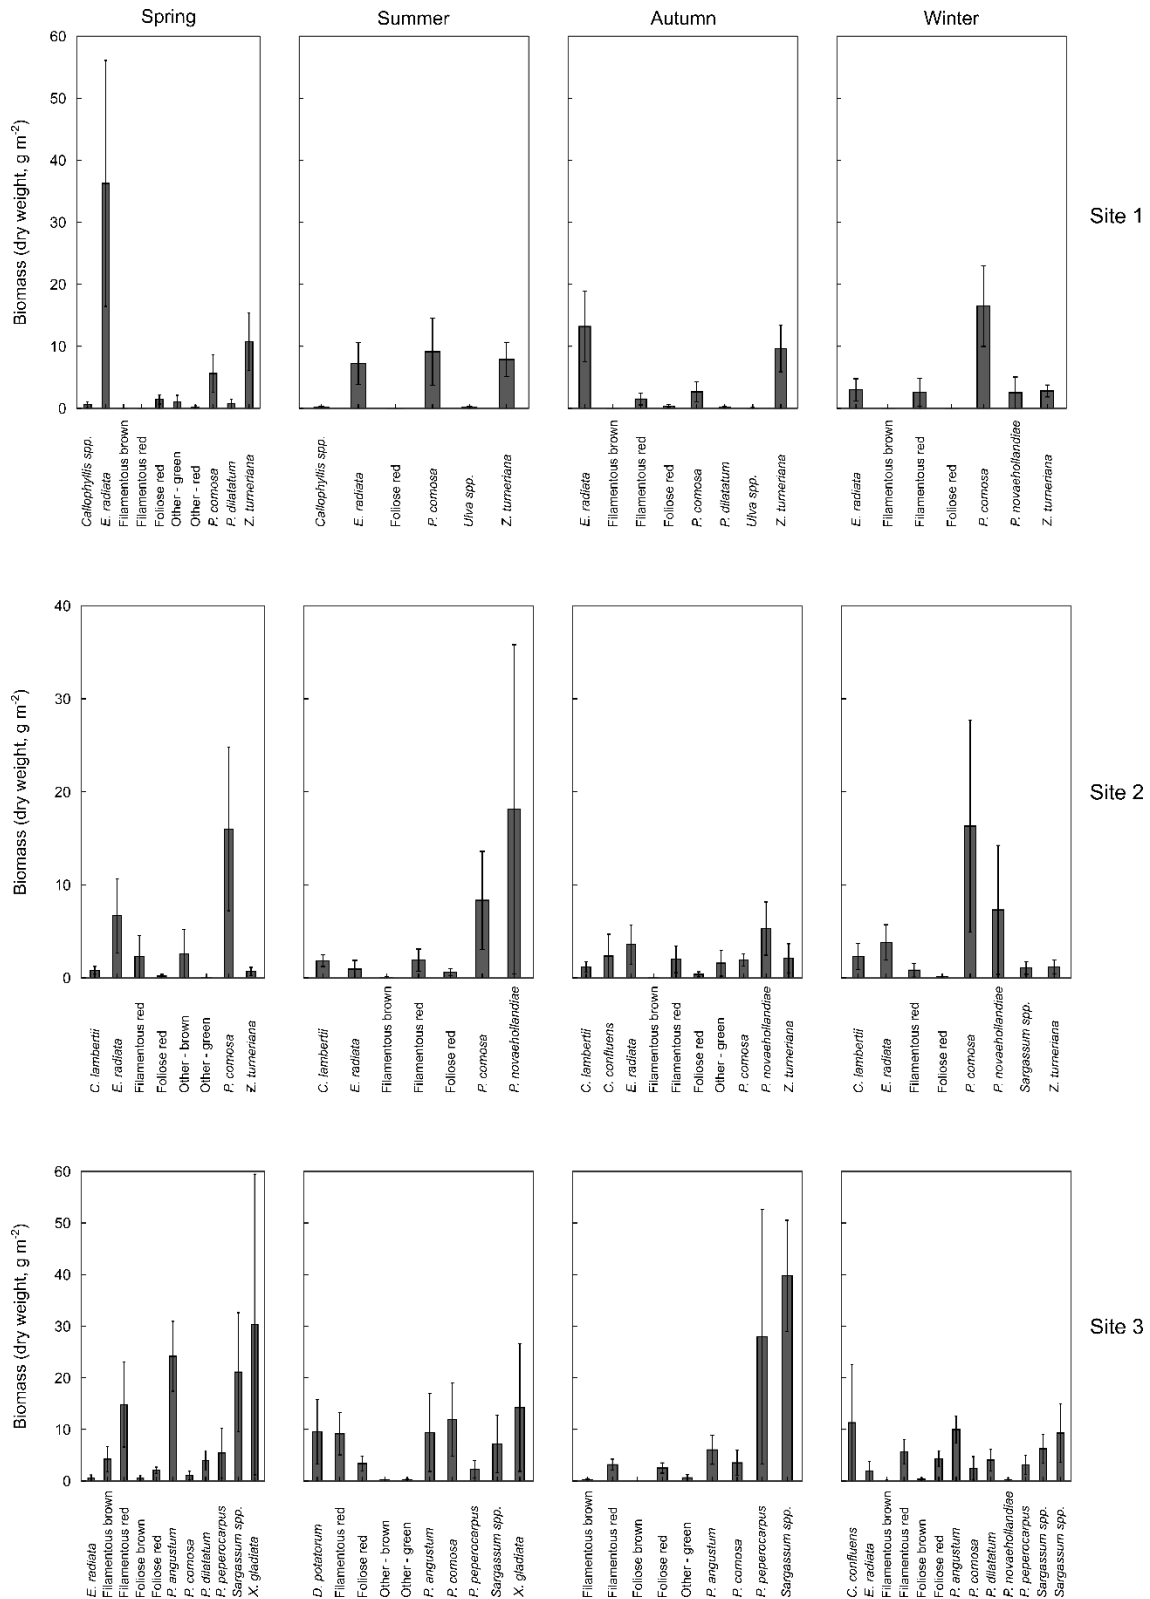 Spring Summer Autumn Winter
60
50
40
30
20
10
0
Biomass (dry weight, g m-2)
Site 1
Callophyllis spp.
E. radiata
Filamentous brown
Filamentous red
Foliose red
Other - green
Other - red
P. comosa
P. dilatatum
Z. turneriana
Callophyllis spp.
E. radiata
Foliose red
P. comosa
Ulva spp.
Z. turneriana
E. radiata
Filamentous brown
Filamentous red
Foliose red
P. comosa
P. dilatatum
Ulva spp.
Z. turneriana
E. radiata
Filamentous brown
Filamentous red
Foliose red
P. comosa
P. novaehollandiae
Z. turneriana
40
30
20
10
0
Biomass (dry weight, g m-2)
Site 2
C. lambertii
E. radiata
Filamentous red
Foliose red
Other - brown
Other - green
P. comosa
Z. turneriana
C. lambertii
E. radiata
Filamentous brown
Filamentous red
Foliose red
P. comosa
P. novaehollandiae
C. lambertii
C. confluens
E. radiata
Filamentous brown
Filamentous red
Foliose red
Other - green
P. comosa
P. novaehollandiae
Z. turneriana
C. lambertii
E. radiata
Filamentous red
Foliose red
P. comosa
P. novaehollandiae
Sargassum spp.
Z. turneriana
60
50
40
30
20
10
0
Biomass (dry weight, g m-2)
Site 3
E. radiata
Filamentous brown
Filamentous red
Foliose brown
Foliose red
P. angustum
P. comosa
P. dilatatum
P. peperocarpus
Sargassum spp.
X. gladiata
D. potatorum
Filamentous red
Foliose red
Other - brown
Other - green
P. angustum
P. comosa
P. peperocarpus
Sargassum spp.
X. gladiata
Filamentous brown
Filamentous red
Foliose brown
Foliose red
Other - green
P. angustum
P. comosa
P. peperocarpus
Sargassum spp.
C. confluens
E. radiata
Filamentous brown
Filamentous red
Foliose brown
Foliose red
P. angustum
P. comosa
P. dilatatum
P. novaehollandiae
P. peperocarpus
Sargassum spp.
Sargassum spp.